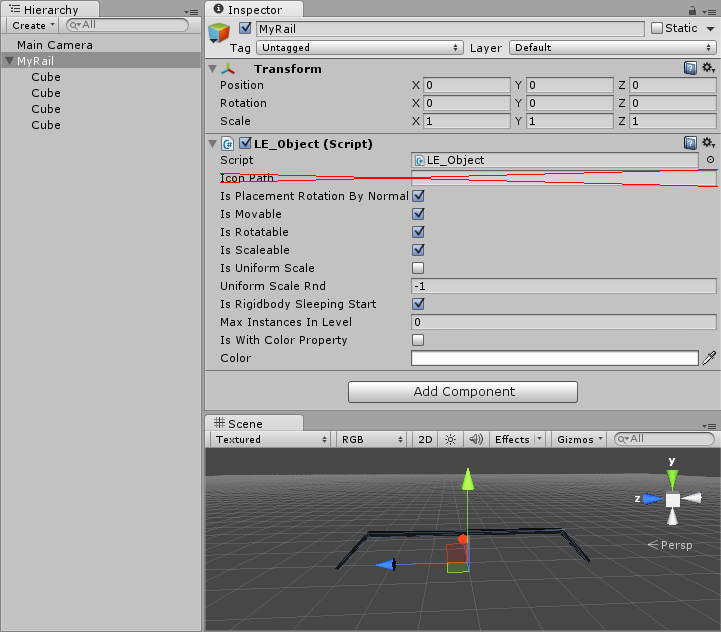 Hierarchy
Create
All
Main Camera
MyRail
Cube
Cube
Cube
Cube
Inspector
MyRail
Static
Tag Untagged Layer Default
Transform
Position X 0 Y 0 Z 0
Rotation X 0 Y 0 Z 0
Scale X 1 Y 1 Z 1
LE_Object (Script)
Script LE_Object
Icon Path
Is Placement Rotation By Normal
Is Movable
Is Rotatable
Is Scaleable
Is Uniform Scale
Uniform Scale Rnd -1
Is Rigidbody Sleeping Start
Max Instances In Level 0
Is With Color Property
Color
Add Component
Scene
Textured RGB 2D Effects Gizmos All
y
z
Persp